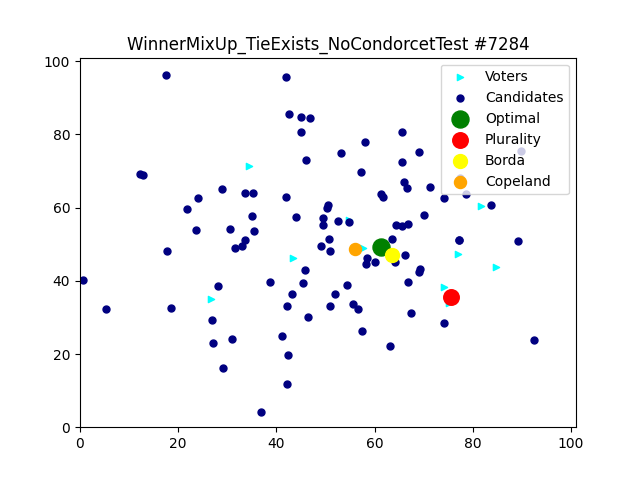 WinnerMixUp_TieExists_NoCondorcetTest #7284
Voters
Candidates
Optimal
Plurality
Borda
Copeland
100
80
60
40
20
0
0 20 40 60 80 100